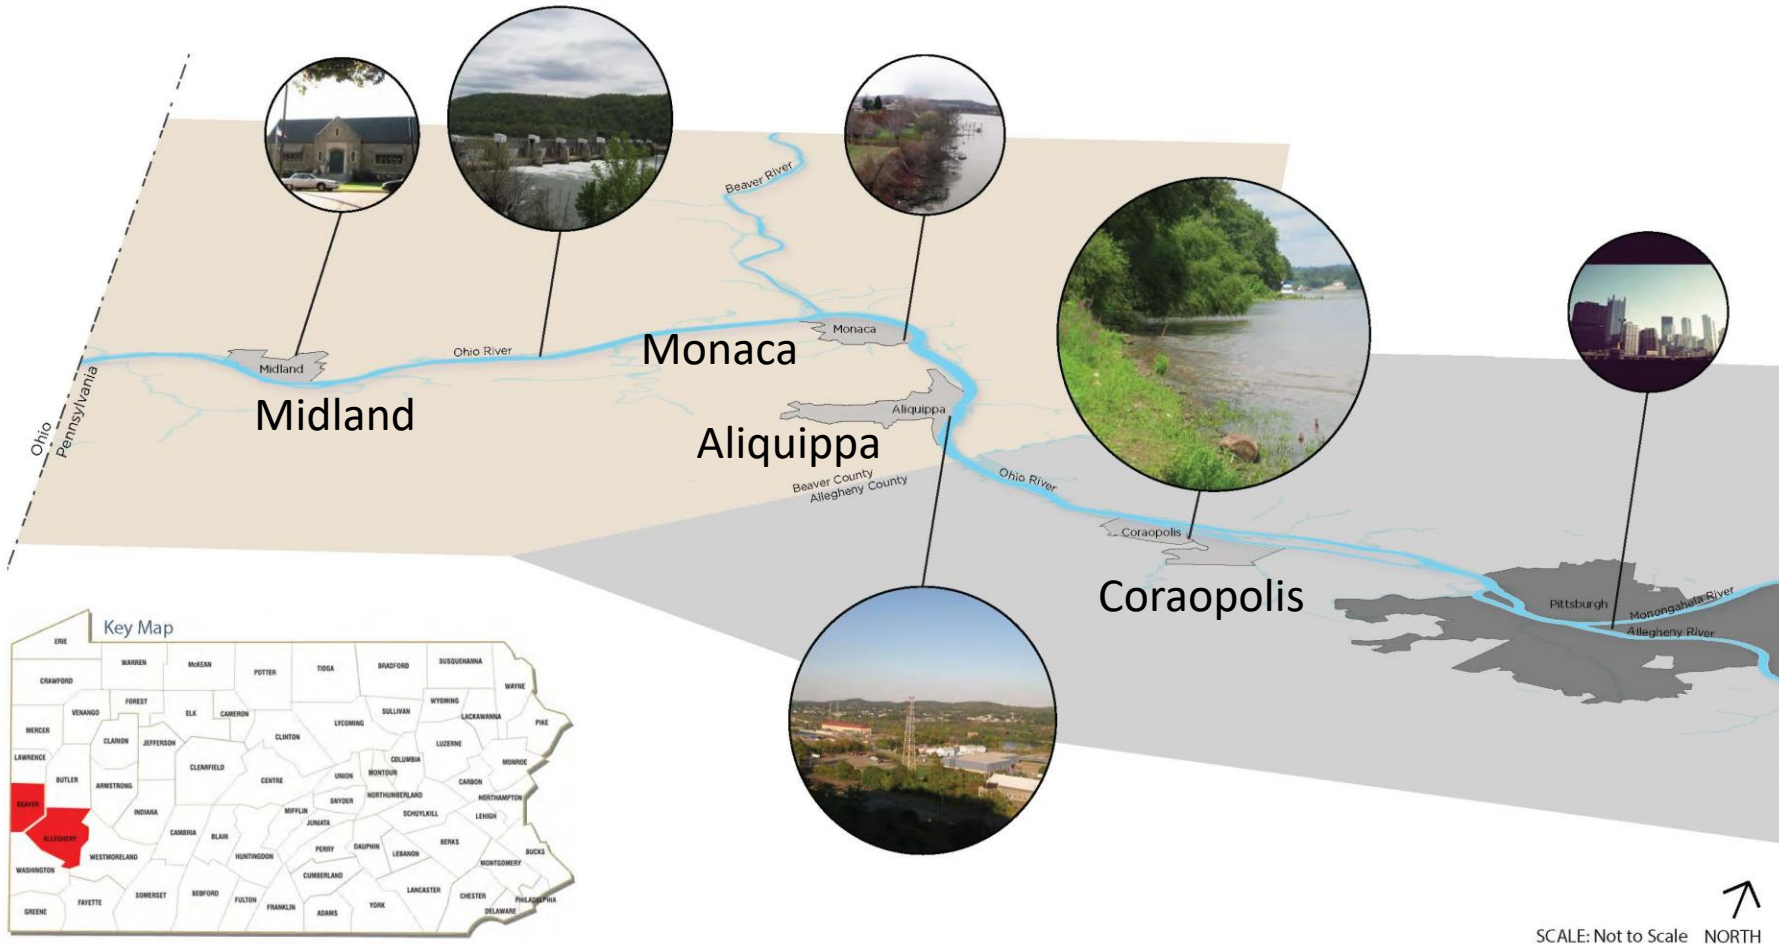 Beaver River
Monaca
Monaca
Ohio River
Midland
Midland
Ohio
Pennsylvania
Aliquippa
Aliquippa
Beaver County
Allegheny County
Ohio River
Coraopolis
Coraopolis
Pittsburgh
Monongahela River
Allegheny River
Key Map
ERIE
WARREN
McKEAN
POTTER
TIOGA
BRADFORD
SUSQUEHANNA
CRAWFORD
WAYNE
FOREST
WYOMING
VENANGO
ELK
CAMERON
SULLIVAN
LACKAWANNA
PIKE
MERCER
LYCOMING
CLINTON
CLARION
JEFFERSON
LUZERNE
LAWRENCE
COLUMBIA
MONROE
CLEARFIELD
MONTOUR
BUTLER
CENTRE
UNION
CARBON
ARMSTRONG
NORTHUMBERLAND
SNYDER
NORTHAMPTON
BEAVER
INDIANA
MIFFLIN
SCHUYLKILL
LEHIGH
JUNIATA
ALLEGHENY
CAMBRIA
BLAIR
PERRY
DAUPHIN
BERKS
LEBANON
BUCKS
WESTMORELAND
HUNTINGDON
MONTGOMERY
WASHINGTON
CUMBERLAND
SOMERSET
BEDFORD
LANCASTER
CHESTER
PHILADELPHIA
FULTON
FAYETTE
FRANKLIN
YORK
GREENE
ADAMS
DELAWARE
SCALE: Not to Scale NORTH